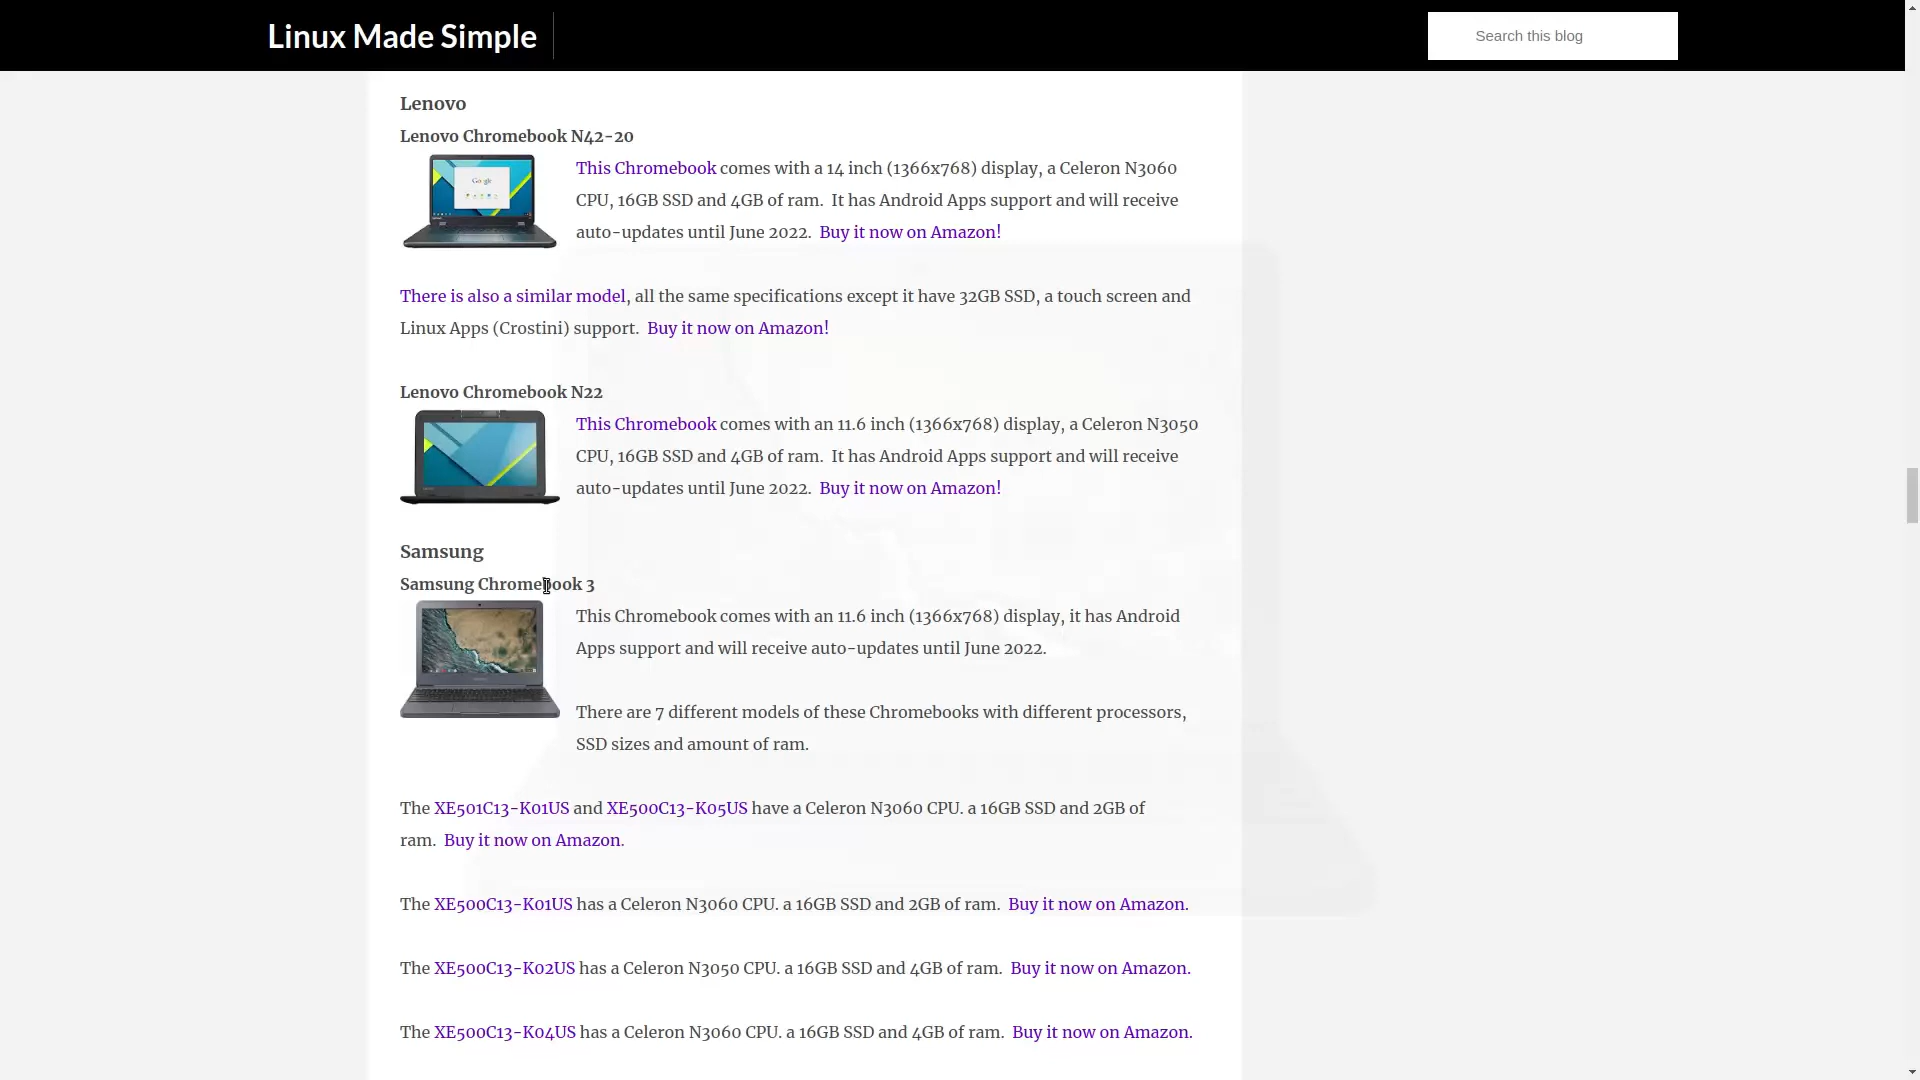 Linux Made Simple
Search this blog
Lenovo
Lenovo Chromebook N42-20
This Chromebook comes with a 14 inch (1366x768) display, a Celeron N3060
CPU, 16GB SSD and 4GB of ram.  It has Android Apps support and will receive
auto-updates until June 2022.  Buy it now on Amazon!
There is also a similar model, all the same specifications except it have 32GB SSD, a touch screen and
Linux Apps (Crostini) support.  Buy it now on Amazon!
Lenovo Chromebook N22
This Chromebook comes with an 11.6 inch (1366x768) display, a Celeron N3050
CPU, 16GB SSD and 4GB of ram.  It has Android Apps support and will receive
auto-updates until June 2022.  Buy it now on Amazon!
Samsung
Samsung Chromebook 3
This Chromebook comes with an 11.6 inch (1366x768) display, it has Android
Apps support and will receive auto-updates until June 2022.
There are 7 different models of these Chromebooks with different processors,
SSD sizes and amount of ram.
The XE501C13-K01US and XE500C13-K05US have a Celeron N3060 CPU. a 16GB SSD and 2GB of
ram.  Buy it now on Amazon.
The XE500C13-K01US has a Celeron N3060 CPU. a 16GB SSD and 2GB of ram.  Buy it now on Amazon.
The XE500C13-K02US has a Celeron N3050 CPU. a 16GB SSD and 4GB of ram.  Buy it now on Amazon.
The XE500C13-K04US has a Celeron N3060 CPU. a 16GB SSD and 4GB of ram.  Buy it now on Amazon.